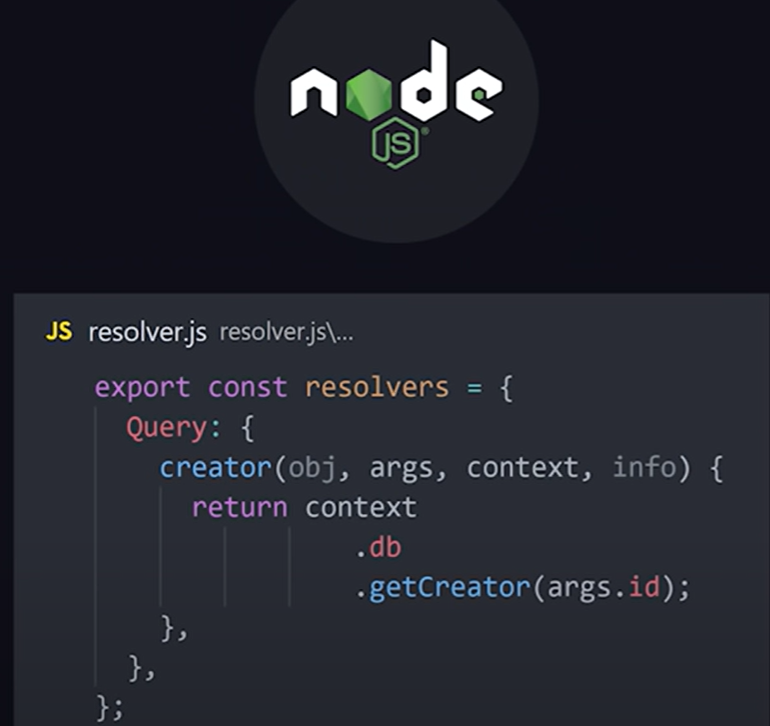 node
JS®
JS resolver.js resolver.js\...
export const resolvers = {
  Query: {
    creator(obj, args, context, info) {
      return context
                .db
                .getCreator(args.id);
    },
  },
};